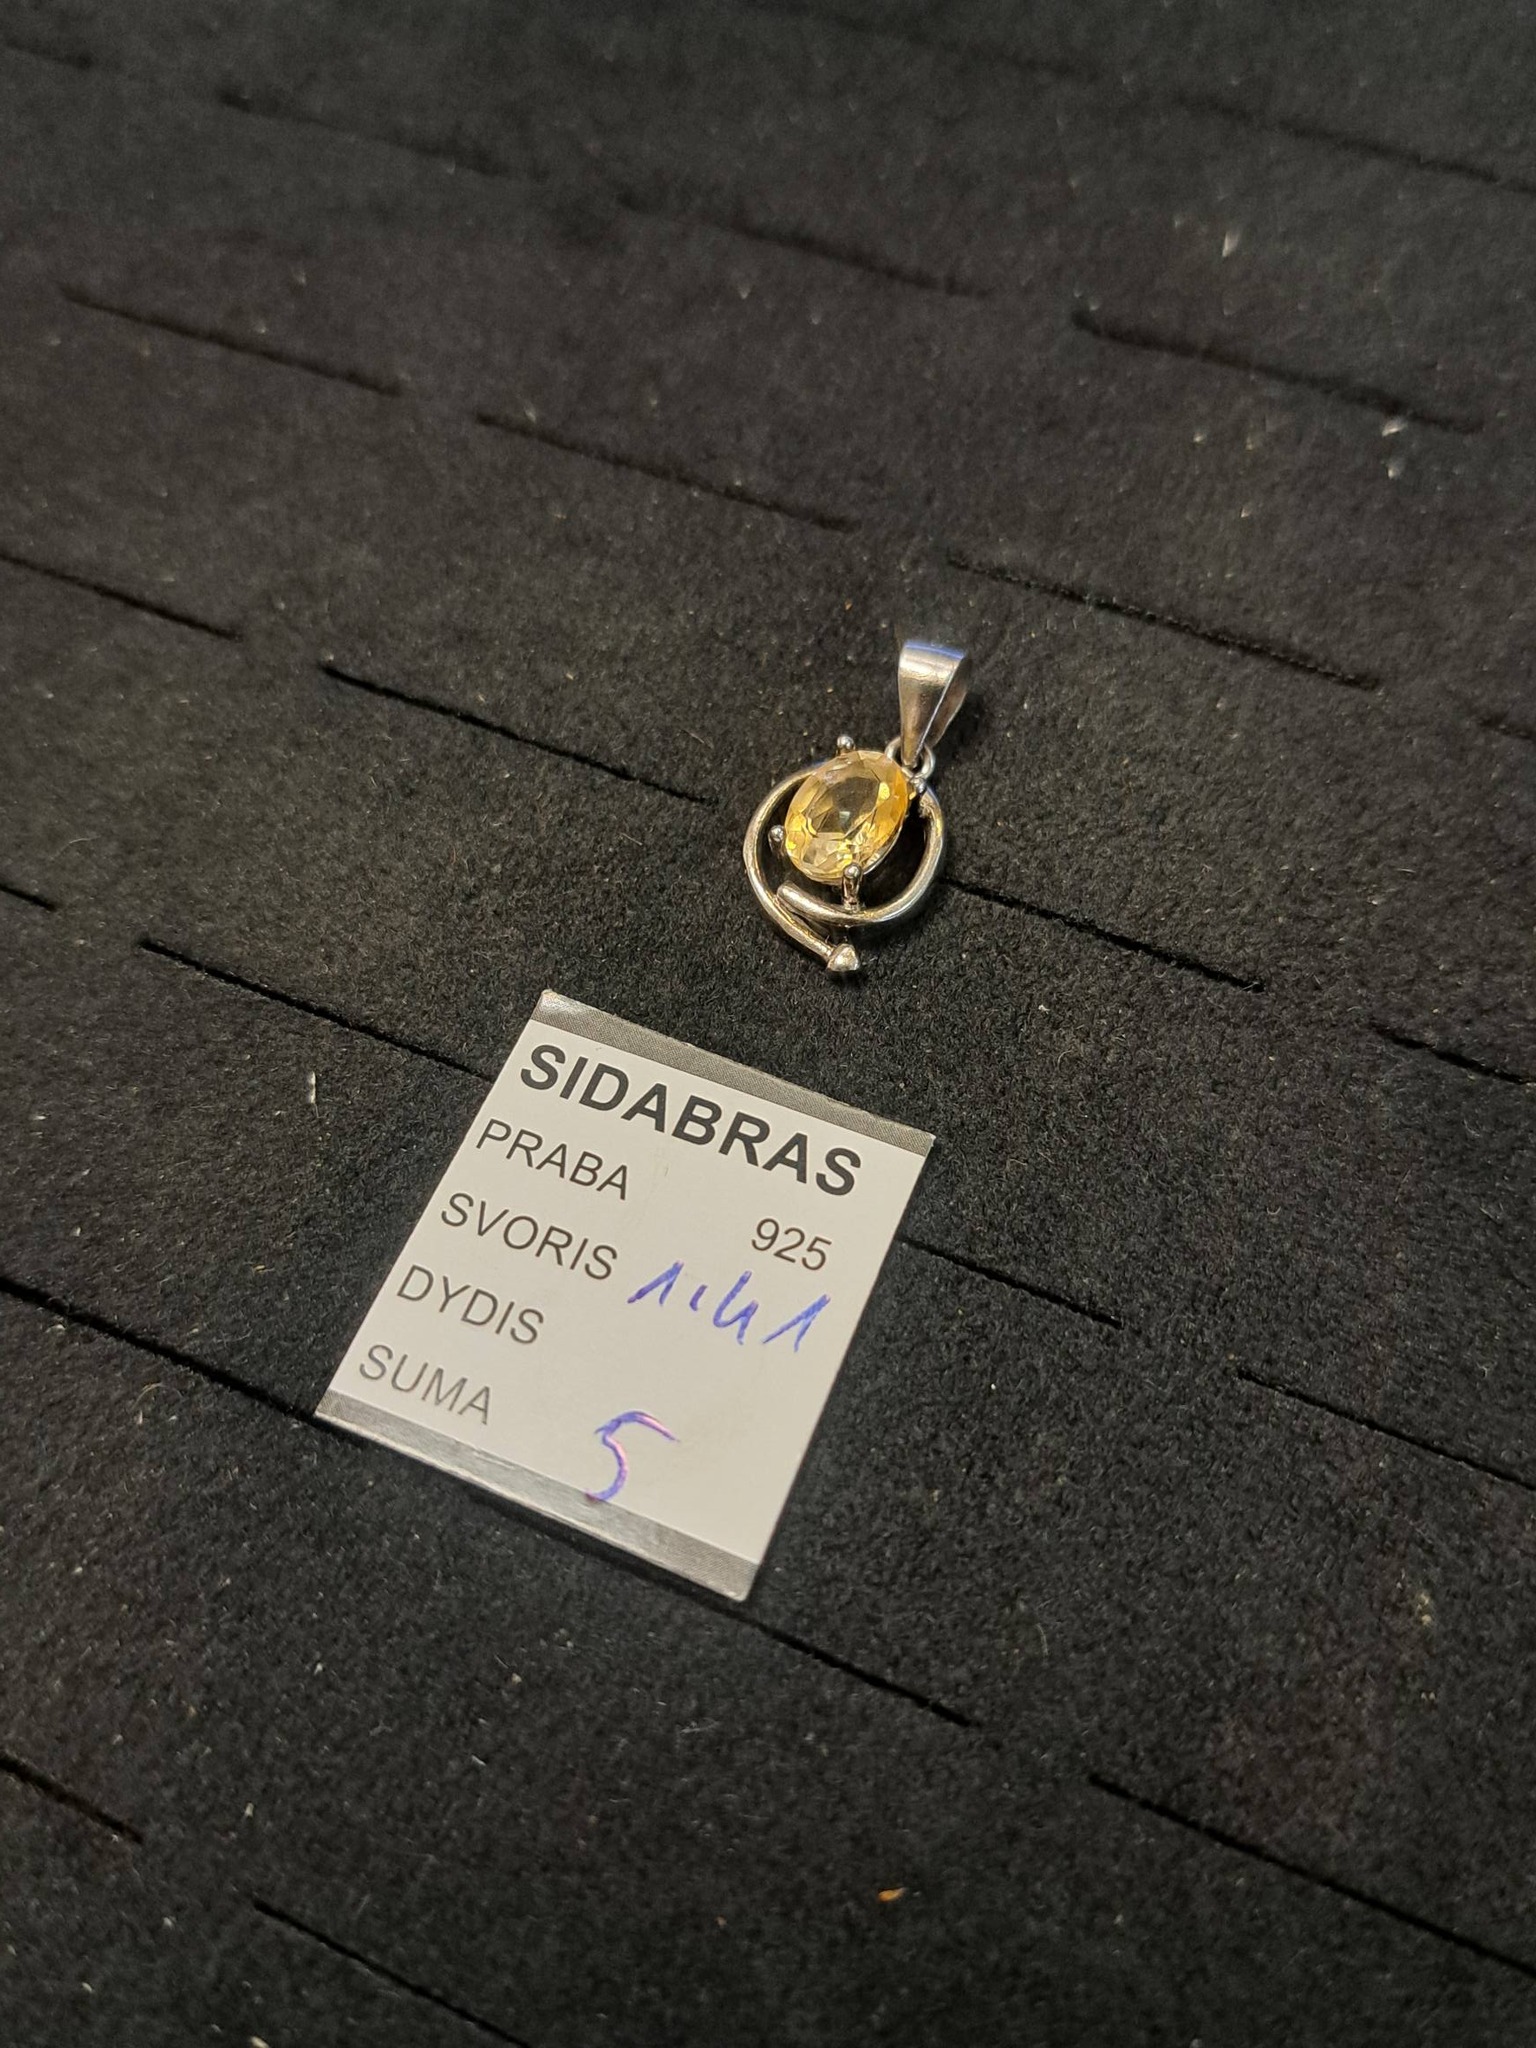 SIDABRAS
PRABA 925
SVORIS 1.41
DYDIS
SUMA 5